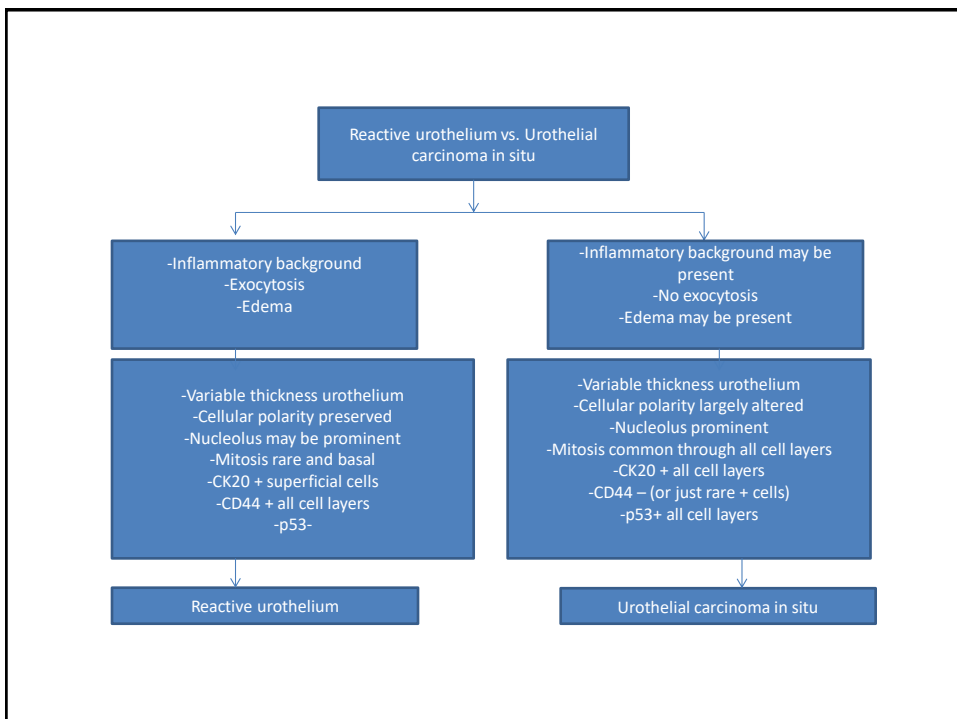 Reactive urothelium vs. Urothelial
carcinoma in situ
-Inflammatory background
-Exocytosis
-Edema
-Inflammatory background may be
present
-No exocytosis
-Edema may be present
-Variable thickness urothelium
-Cellular polarity preserved
-Nucleolus may be prominent
-Mitosis rare and basal
-CK20 + superficial cells
-CD44 + all cell layers
-p53-
-Variable thickness urothelium
-Cellular polarity largely altered
-Nucleolus prominent
-Mitosis common through all cell layers
-CK20 + all cell layers
-CD44 – (or just rare + cells)
-p53+ all cell layers
Reactive urothelium
Urothelial carcinoma in situ